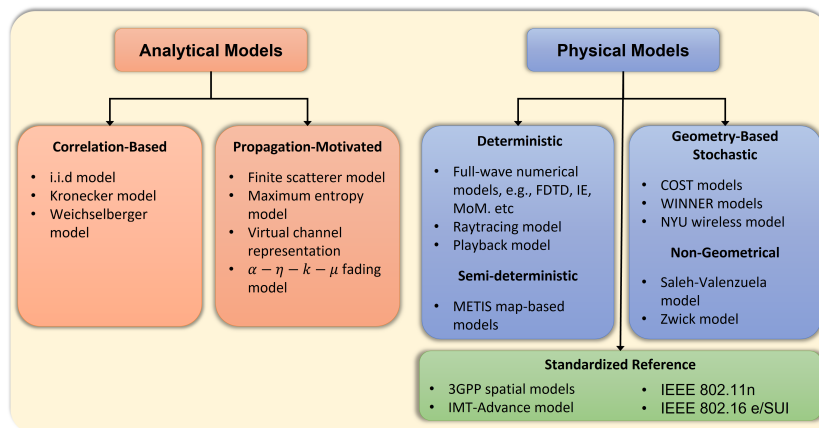 Analytical Models
Physical Models
Correlation-Based
• i.i.d model
• Kronecker model
• Weichselberger
model
Propagation-Motivated
• Finite scatterer model
• Maximum entropy
model
• Virtual channel
representation
• α − η − k − μ fading
model
Deterministic
• Full-wave numerical
models, e.g., FDTD, IE,
MoM. etc
• Raytracing model
• Playback model
Semi-deterministic
• METIS map-based
models
Geometry-Based
Stochastic
• COST models
• WINNER models
• NYU wireless model
Non-Geometrical
• Saleh-Valenzuela
model
• Zwick model
Standardized Reference
• 3GPP spatial models
• IMT-Advance model
• IEEE 802.11n
• IEEE 802.16 e/SUI